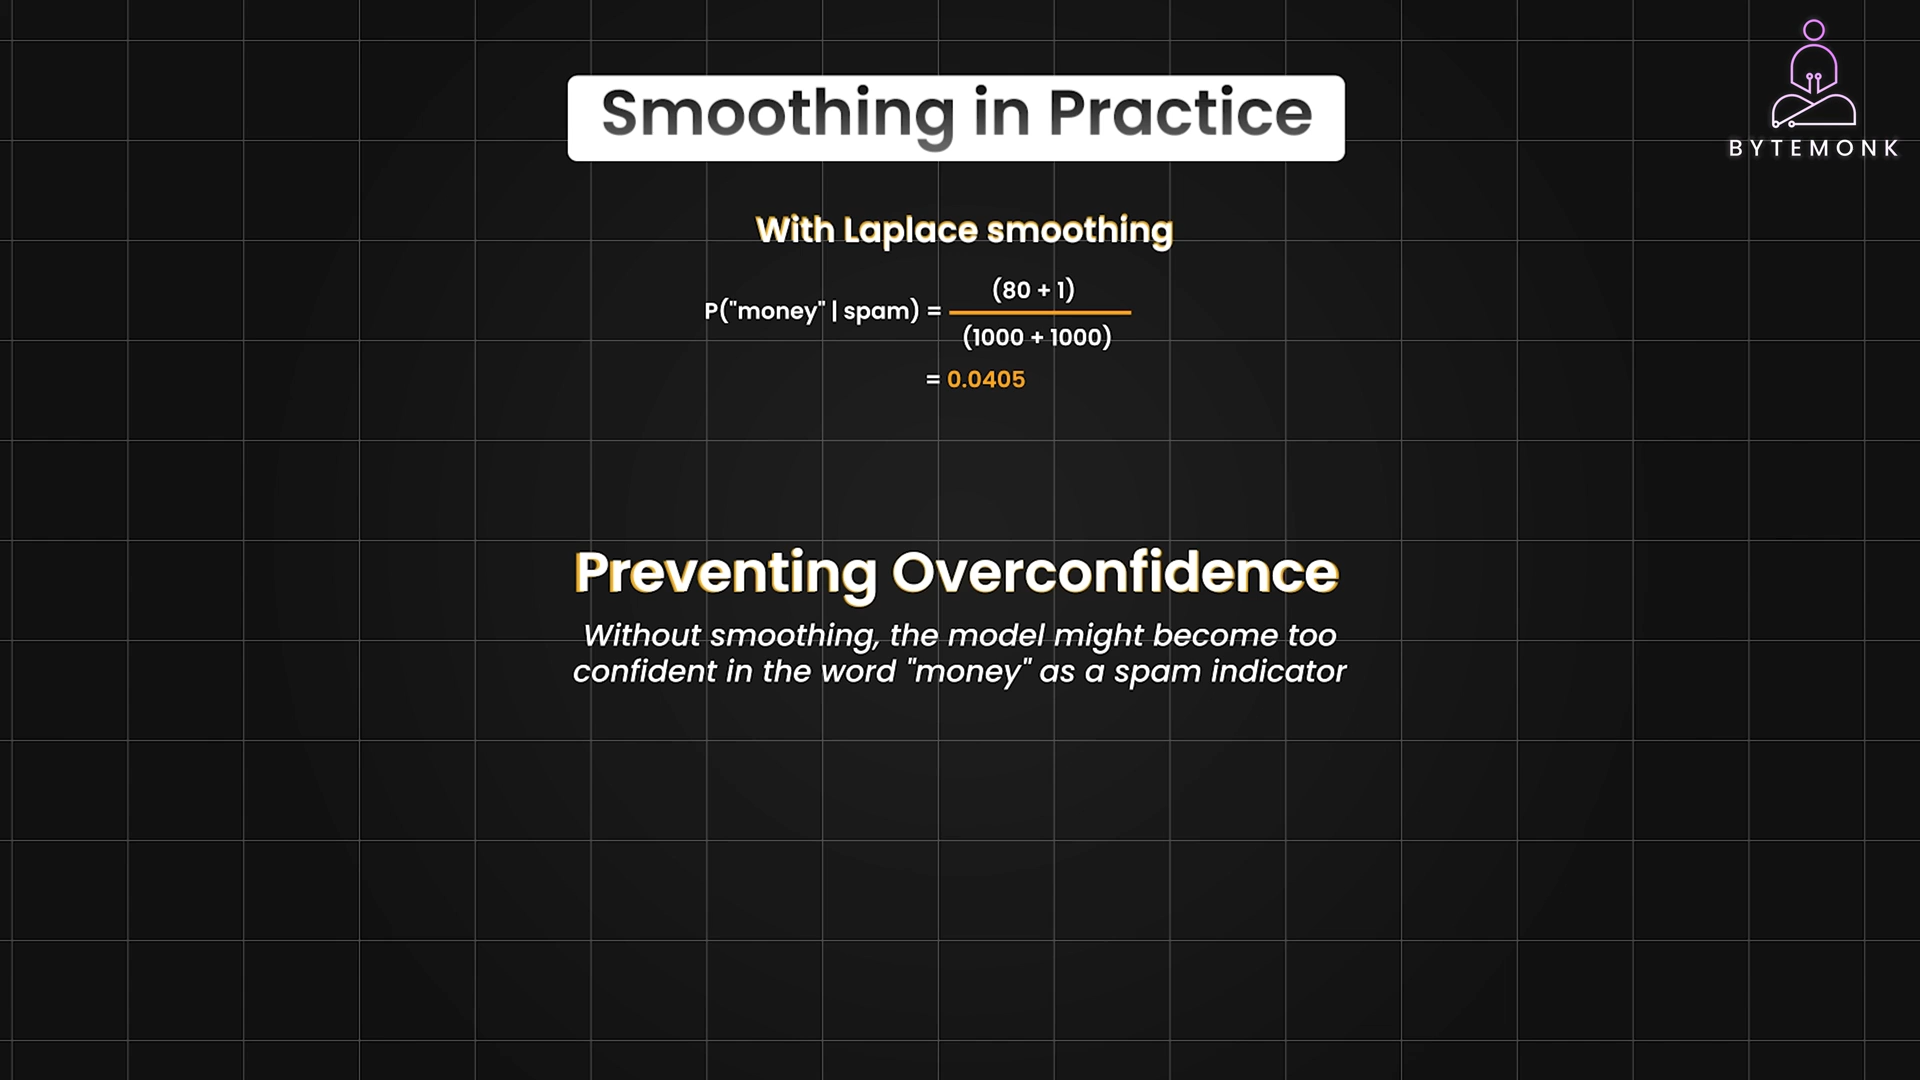 Smoothing in Practice
BYTEMONK
With Laplace smoothing
(80 + 1)
P("money" | spam) =
(1000 + 1000)
= 0.0405
Preventing Overconfidence
Without smoothing, the model might become too
confident in the word "money" as a spam indicator